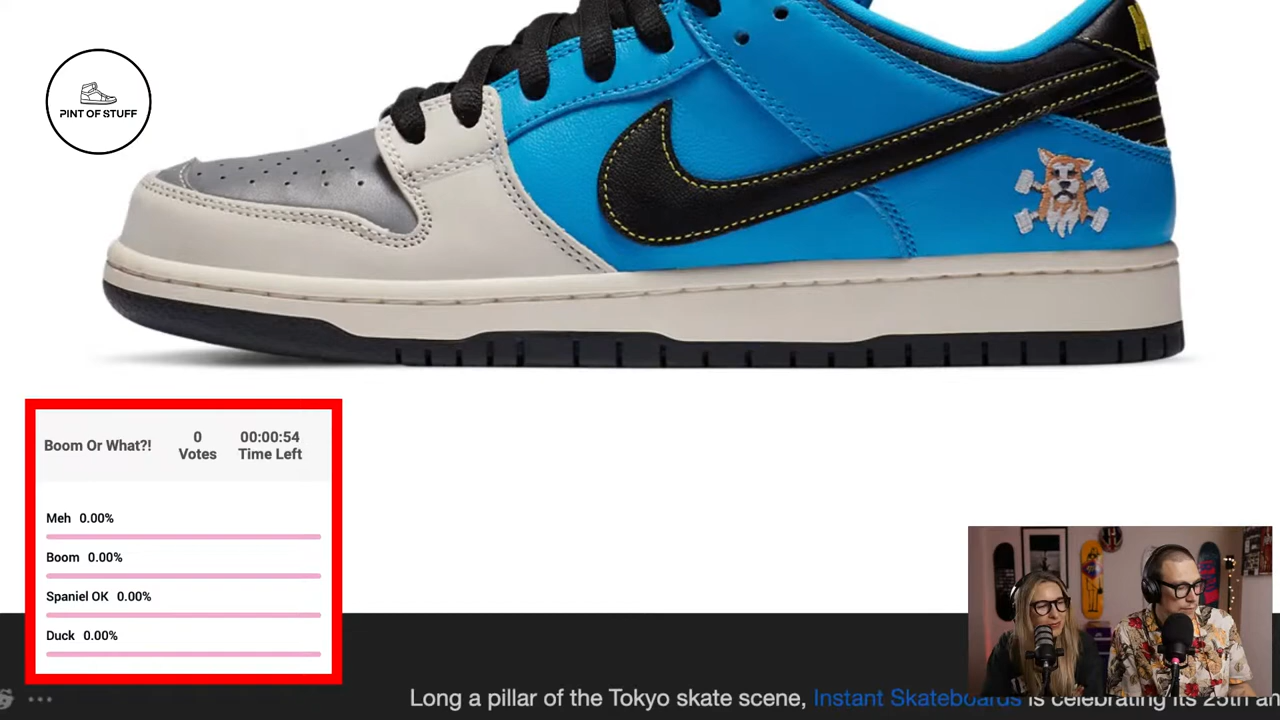 PINT OF STUFF
Boom Or What?!
0
Votes
00:00:54
Time Left
Meh 0.00%
Boom 0.00%
Spaniel OK 0.00%
Duck 0.00%
Long a pillar of the Tokyo skate scene, Instant Skateboards is celebrating its 25th an